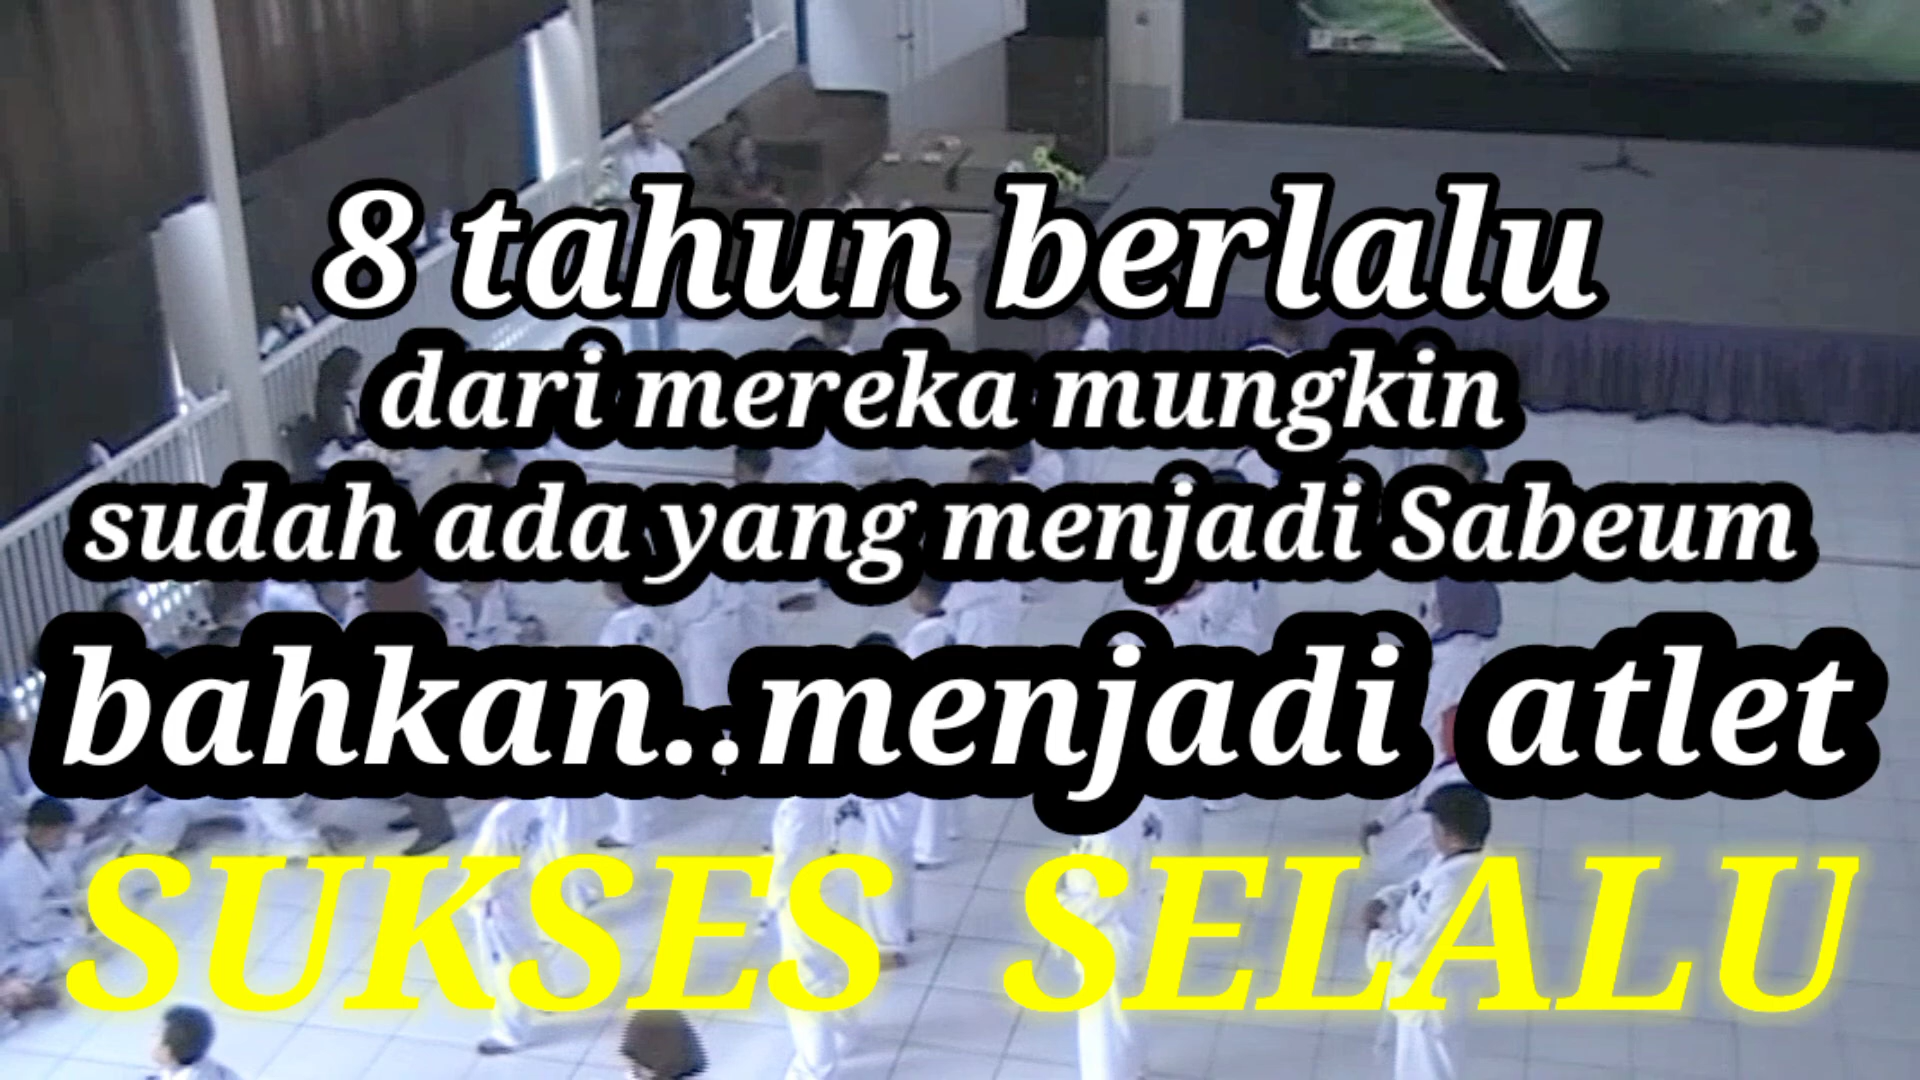 8 tahun berlalu
dari mereka mungkin
sudah ada yang menjadi Sabeum
bahkan..menjadi atlet
SUKSES SELALU